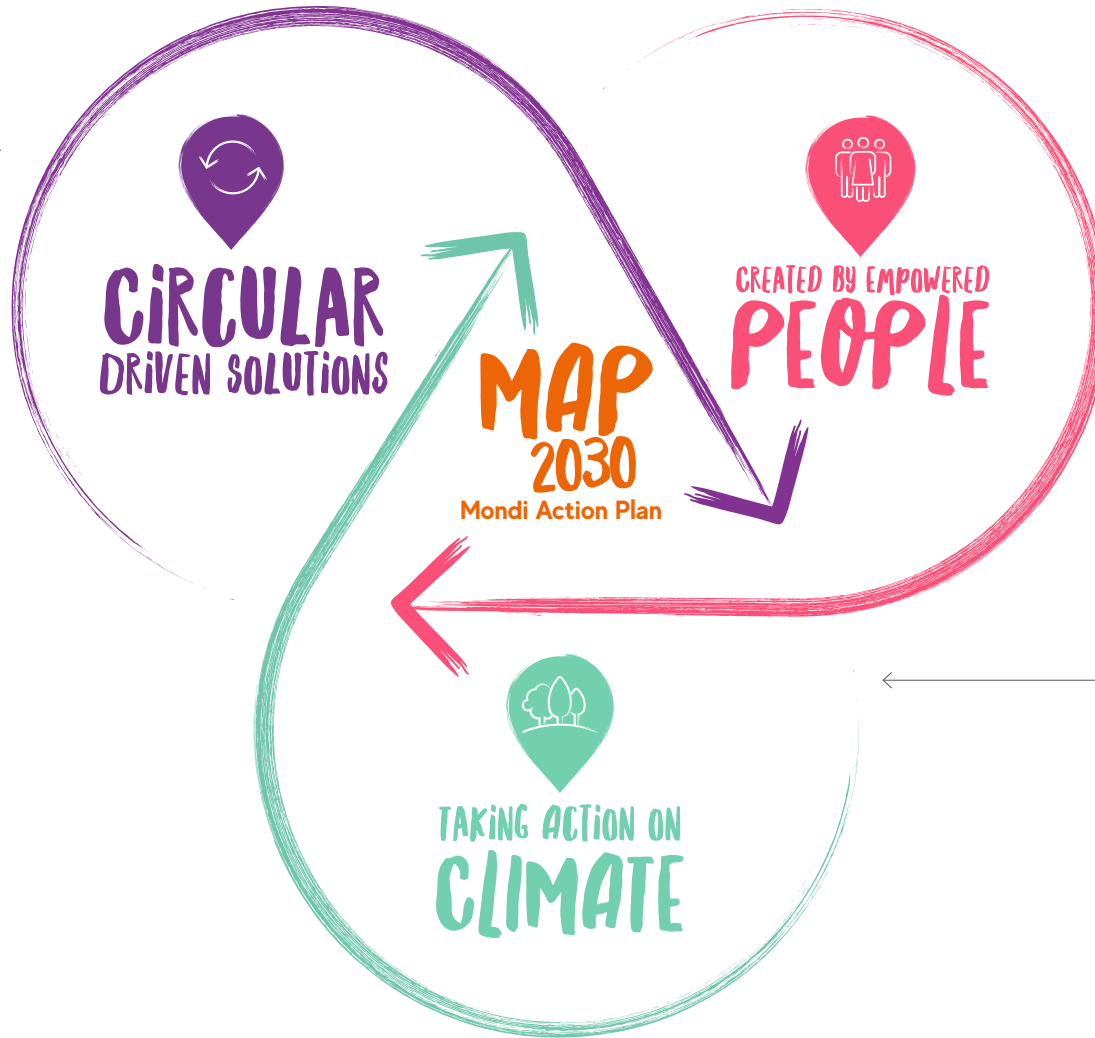 CiRCULAR
DRiVEN SOLUTiONS
CREATED BY EMPOWERED
PEOPLE
MAP
2030
Mondi Action Plan
TAKiNG ACTiON ON
CLIMATE